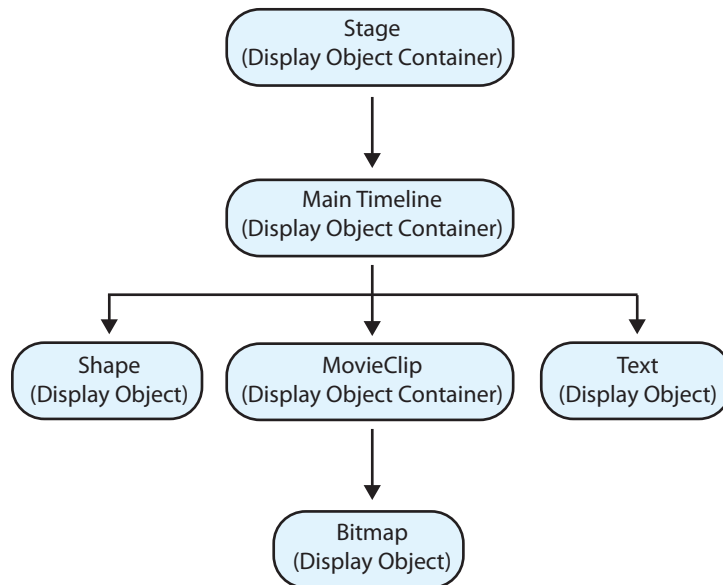 Stage
(Display Object Container)
Main Timeline
(Display Object Container)
Shape
(Display Object)
MovieClip
(Display Object Container)
Text
(Display Object)
Bitmap
(Display Object)